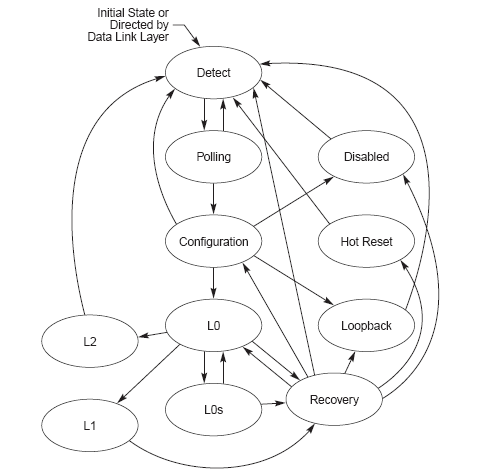 Initial State or
Directed by
Data Link Layer
Detect
Polling
Disabled
Configuration
Hot Reset
L0
Loopback
L2
L0s
Recovery
L1